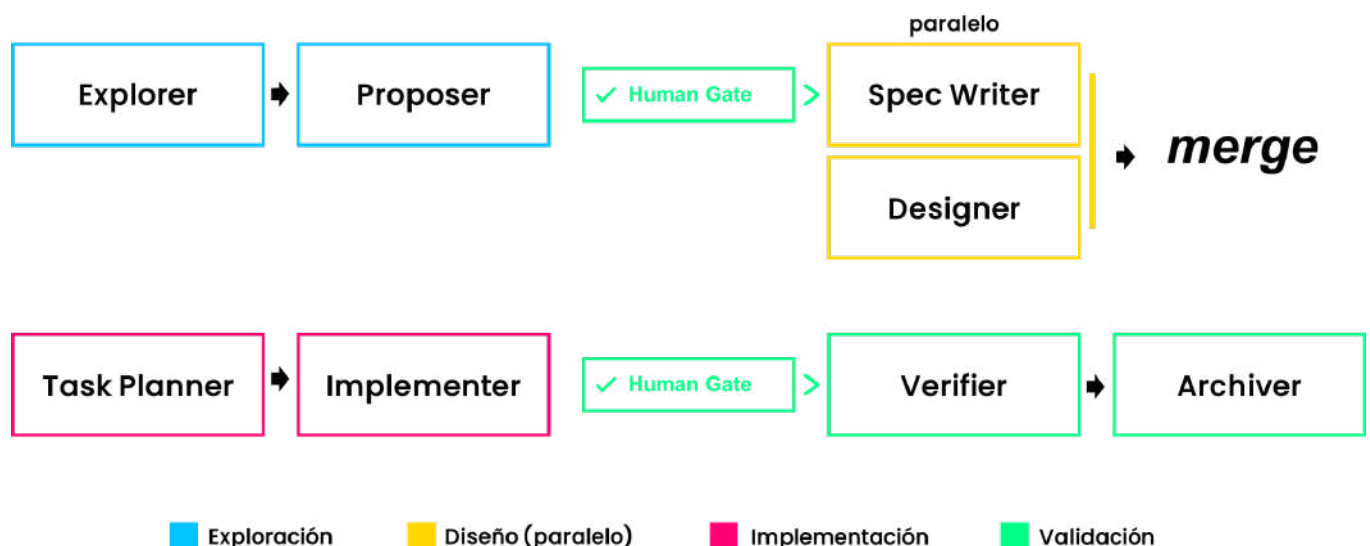 paralelo
Explorer
Proposer
Human Gate
Spec Writer
Designer
merge
Task Planner
Implementer
Human Gate
Verifier
Archiver
Exploración
Diseño (paralelo)
Implementación
Validación